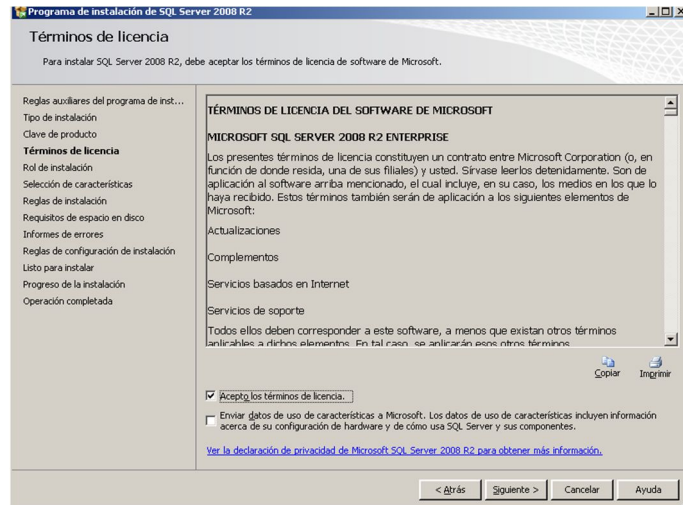 Programa de instalación de SQL Server 2008 R2
Términos de licencia
Para instalar SQL Server 2008 R2, debe aceptar los términos de licencia de software de Microsoft.
Reglas auxiliares del programa de inst...
Tipo de instalación
Clave de producto
Términos de licencia
Rol de instalación
Selección de características
Reglas de instalación
Requisitos de espacio en disco
Informes de errores
Reglas de configuración de instalación
Listo para instalar
Progreso de la instalación
Operación completada
TÉRMINOS DE LICENCIA DEL SOFTWARE DE MICROSOFT
MICROSOFT SQL SERVER 2008 R2 ENTERPRISE
Los presentes términos de licencia constituyen un contrato entre Microsoft Corporation (o, en
función de donde resida, una de sus filiales) y usted. Sírvase leerlos detenidamente. Son de
aplicación al software arriba mencionado, el cual incluye, en su caso, los medios en los que lo
haya recibido. Estos términos también serán de aplicación a los siguientes elementos de
Microsoft:
Actualizaciones
Complementos
Servicios basados en Internet
Servicios de soporte
Todos ellos deben corresponder a este software, a menos que existan otros términos
aplicables a dichos elementos. En tal caso, se aplicarán esos otros términos.
Copiar
Imprimir
Acepto los términos de licencia.
Enviar datos de uso de características a Microsoft. Los datos de uso de características incluyen información
acerca de su configuración de hardware y de cómo usa SQL Server y sus componentes.
Ver la declaración de privacidad de Microsoft SQL Server 2008 R2 para obtener más información.
< Atrás
Siguiente >
Cancelar
Ayuda